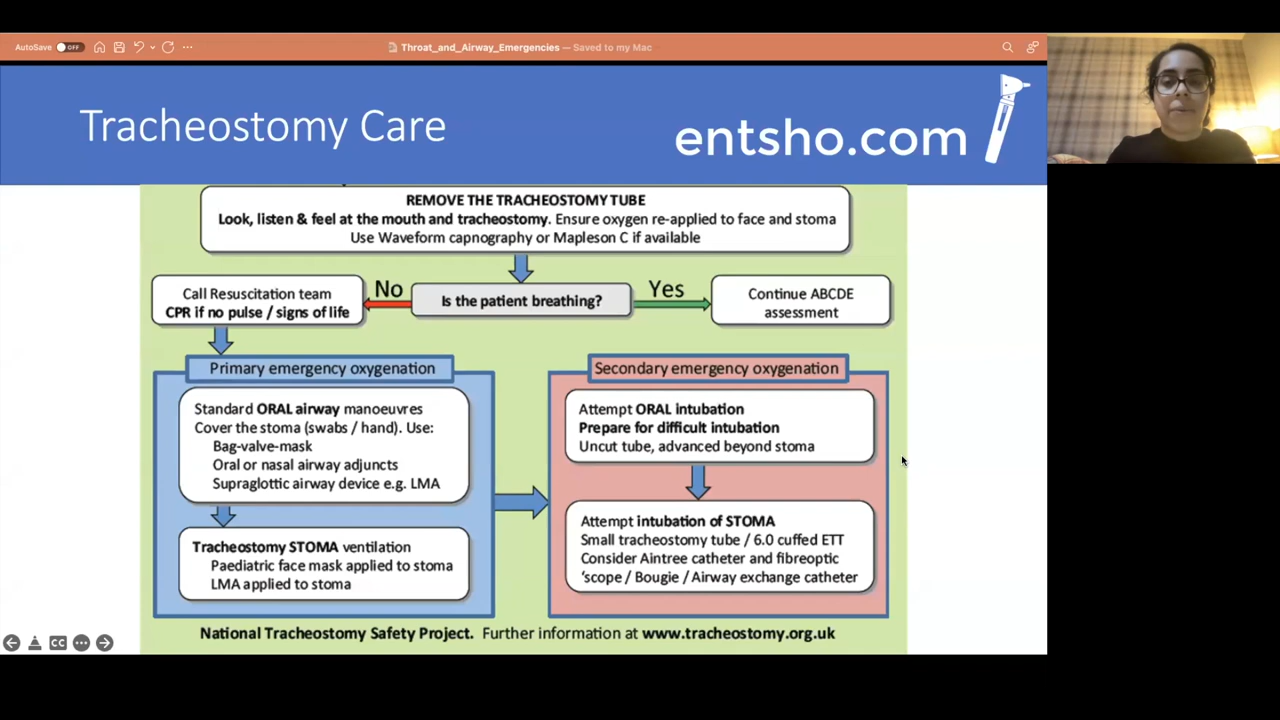 AutoSave OFF
Throat_and_Airway_Emergencies — Saved to my Mac
Tracheostomy Care
entsho.com
REMOVE THE TRACHEOSTOMY TUBE
Look, listen & feel at the mouth and tracheostomy. Ensure oxygen re-applied to face and stoma
Use Waveform capnography or Mapleson C if available
No
Is the patient breathing?
Yes
Call Resuscitation team
CPR if no pulse / signs of life
Continue ABCDE
assessment
Primary emergency oxygenation
Standard ORAL airway manoeuvres
Cover the stoma (swabs / hand). Use:
Bag-valve-mask
Oral or nasal airway adjuncts
Supraglottic airway device e.g. LMA
Tracheostomy STOMA ventilation
Paediatric face mask applied to stoma
LMA applied to stoma
Secondary emergency oxygenation
Attempt ORAL intubation
Prepare for difficult intubation
Uncut tube, advanced beyond stoma
Attempt intubation of STOMA
Small tracheostomy tube / 6.0 cuffed ETT
Consider Aintree catheter and fibreoptic
‘scope / Bougie / Airway exchange catheter
National Tracheostomy Safety Project. Further information at www.tracheostomy.org.uk
CC